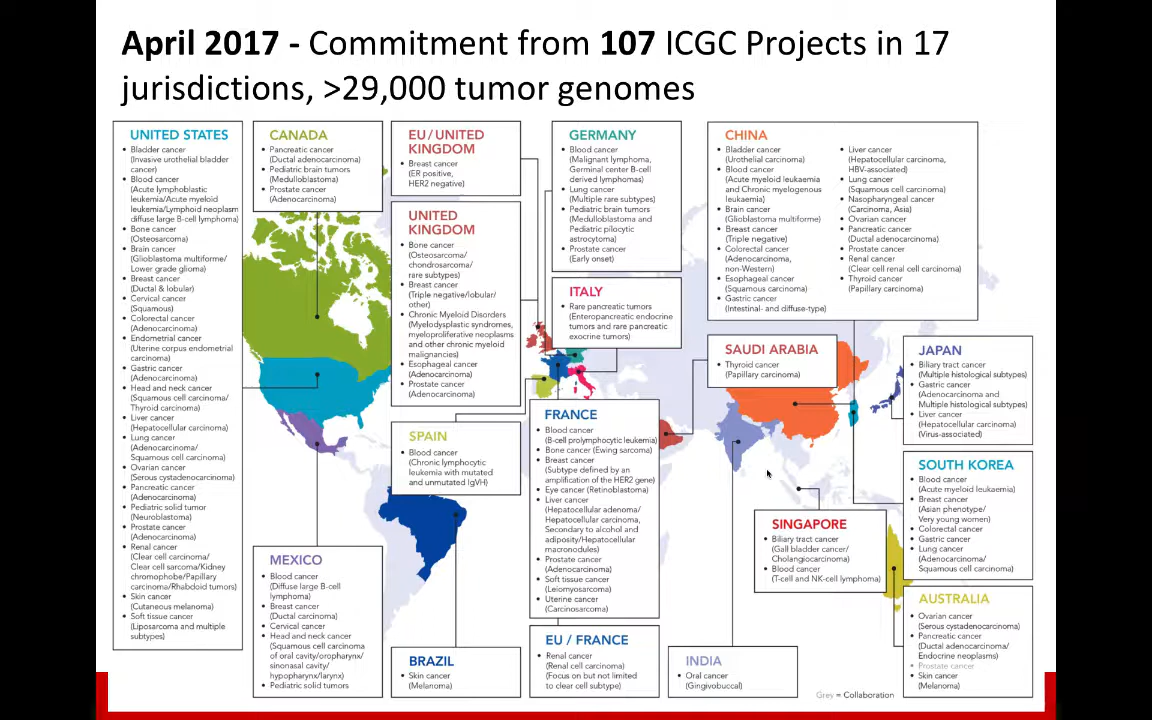 April 2017 - Commitment from 107 ICGC Projects in 17
jurisdictions, >29,000 tumor genomes
UNITED STATES
• Bladder cancer
(Invasive urothelial bladder
cancer)
• Blood cancer
(Acute lymphoblastic
leukemia/Acute myeloid
leukemia/Lymphoid neoplasm
diffuse large B-cell lymphoma)
• Bone cancer
(Osteosarcoma)
• Brain cancer
(Glioblastoma multiforme/
Lower grade glioma)
• Breast cancer
(Ductal & lobular)
• Cervical cancer
(Squamous)
• Colorectal cancer
(Adenocarcinoma)
• Endometrial cancer
(Uterine corpus endometrial
carcinoma)
• Gastric cancer
(Adenocarcinoma)
• Head and neck cancer
(Squamous cell carcinoma/
Thyroid carcinoma)
• Liver cancer
(Hepatocellular carcinoma)
• Lung cancer
(Adenocarcinoma/
Squamous cell carcinoma)
• Ovarian cancer
(Serous cystadenocarcinoma)
• Pancreatic cancer
(Adenocarcinoma)
• Pediatric solid tumor
(Neuroblastoma)
• Prostate cancer
(Adenocarcinoma)
• Renal cancer
(Clear cell carcinoma/
Clear cell sarcoma/Kidney
chromophobe/Papillary
carcinoma/Rhabdoid tumors)
• Skin cancer
(Cutaneous melanoma)
• Soft tissue cancer
(Liposarcoma and multiple
subtypes)
CANADA
• Pancreatic cancer
(Ductal adenocarcinoma)
• Pediatric brain tumors
(Medulloblastoma)
• Prostate cancer
(Adenocarcinoma)
MEXICO
• Blood cancer
(Diffuse large B-cell
lymphoma)
• Breast cancer
(Ductal carcinoma)
• Cervical cancer
• Head and neck cancer
(Squamous cell carcinoma
of oral cavity/oropharynx/
sinonasal cavity/
hypopharynx/larynx)
• Pediatric solid tumors
EU / UNITED
KINGDOM
• Breast cancer
(ER positive,
HER2 negative)
UNITED
KINGDOM
• Bone cancer
(Osteosarcoma/
chondrosarcoma/
rare subtypes)
• Breast cancer
(Triple negative/lobular/
other)
• Chronic Myeloid Disorders
(Myelodysplastic syndromes,
myeloproliferative neoplasms
and other chronic myeloid
malignancies)
• Esophageal cancer
(Adenocarcinoma)
• Prostate cancer
(Adenocarcinoma)
SPAIN
• Blood cancer
(Chronic lymphocytic
leukemia with mutated
and unmutated IgVH)
BRAZIL
• Skin cancer
(Melanoma)
GERMANY
• Blood cancer
(Malignant lymphoma,
Germinal center B-cell
derived lymphomas)
• Lung cancer
(Multiple rare subtypes)
• Pediatric brain tumors
(Medulloblastoma and
Pediatric pilocytic
astrocytoma)
• Prostate cancer
(Early onset)
ITALY
• Rare pancreatic tumors
(Enteropancreatic endocrine
tumors and rare pancreatic
exocrine tumors)
FRANCE
• Blood cancer
(B-cell prolymphocytic leukemia)
• Bone cancer (Ewing sarcoma)
• Breast cancer
(Subtype defined by an
amplification of the HER2 gene)
• Eye cancer (Retinoblastoma)
• Liver cancer
(Hepatocellular adenoma/
Hepatocellular carcinoma,
Secondary to alcohol and
adiposity/Hepatocellular
macronodules)
• Prostate cancer
(Adenocarcinoma)
• Soft tissue cancer
(Leiomyosarcoma)
• Uterine cancer
(Carcinosarcoma)
EU / FRANCE
• Renal cancer
(Renal cell carcinoma)
(Focus on but not limited
to clear cell subtype)
CHINA
• Bladder cancer
(Urothelial carcinoma)
• Blood cancer
(Acute myeloid leukaemia
and Chronic myelogenous
leukaemia)
• Brain cancer
(Glioblastoma multiforme)
• Breast cancer
(Triple negative)
• Colorectal cancer
(Adenocarcinoma,
non-Western)
• Esophageal cancer
(Squamous carcinoma)
• Gastric cancer
(Intestinal- and diffuse-type)
• Liver cancer
(Hepatocellular carcinoma,
HBV-associated)
• Lung cancer
(Squamous cell carcinoma)
• Nasopharyngeal cancer
(Carcinoma, Asia)
• Ovarian cancer
• Pancreatic cancer
(Ductal adenocarcinoma)
• Prostate cancer
• Renal cancer
(Clear cell renal cell carcinoma)
• Thyroid cancer
(Papillary carcinoma)
SAUDI ARABIA
• Thyroid cancer
(Papillary carcinoma)
JAPAN
• Biliary tract cancer
(Multiple histological subtypes)
• Gastric cancer
(Adenocarcinoma and
Multiple histological subtypes)
• Liver cancer
(Hepatocellular carcinoma)
(Virus-associated)
SOUTH KOREA
• Blood cancer
(Acute myeloid leukaemia)
• Breast cancer
(Asian phenotype/
Very young women)
• Colorectal cancer
• Gastric cancer
• Lung cancer
(Adenocarcinoma/
Squamous cell carcinoma)
SINGAPORE
• Biliary tract cancer
(Gall bladder cancer/
Cholangiocarcinoma)
• Blood cancer
(T-cell and NK-cell lymphoma)
AUSTRALIA
• Ovarian cancer
(Serous cystadenocarcinoma)
• Pancreatic cancer
(Ductal adenocarcinoma/
Endocrine neoplasms)
• Prostate cancer
• Skin cancer
(Melanoma)
INDIA
• Oral cancer
(Gingivobuccal)
Grey = Collaboration